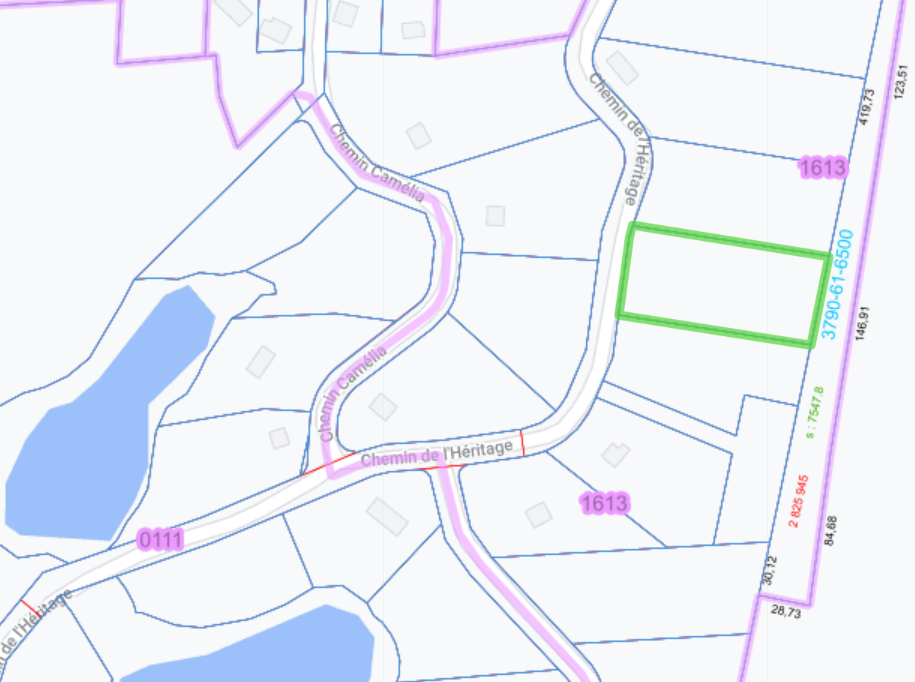 123,51
419,73
Chemin de l'Héritage
Chemin Camélia
1613
3790-61-6500
146,91
Chemin Camélia
s : 7547.8
Chemin de l'Héritage
1613
2 825 945
84,68
0111
30,12
28,73
n de l'Héritage